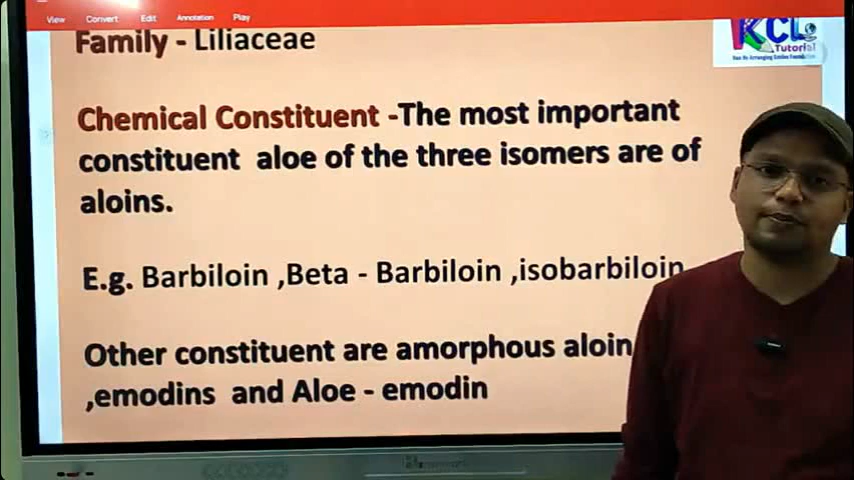 View Convert Edit Annotation Play
KCL
Tutorial
Family - Liliaceae
Chemical Constituent -The most important
constituent aloe of the three isomers are of
aloins.
E.g. Barbiloin ,Beta - Barbiloin ,isobarbiloin
Other constituent are amorphous aloin
,emodins and Aloe - emodin